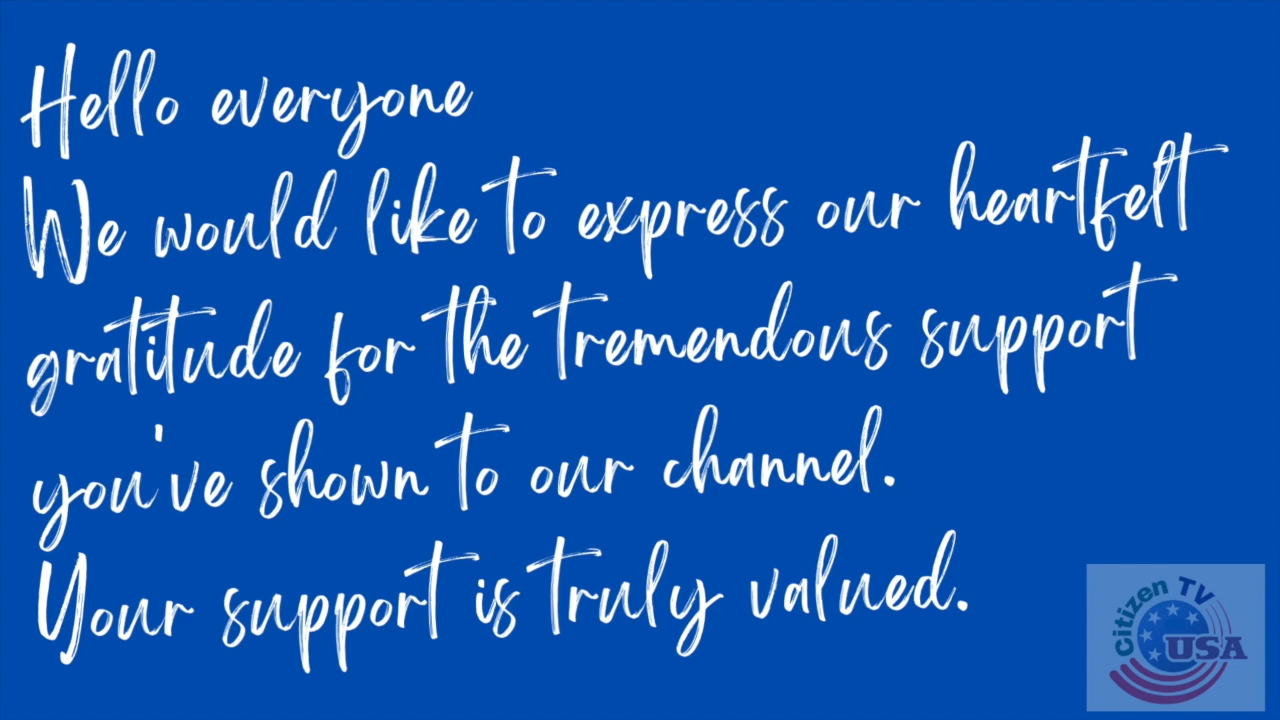 Hello everyone
We would like to express our heartfelt
gratitude for the tremendous support
you've shown to our channel.
Your support is truly valued.
Citizen TV
USA